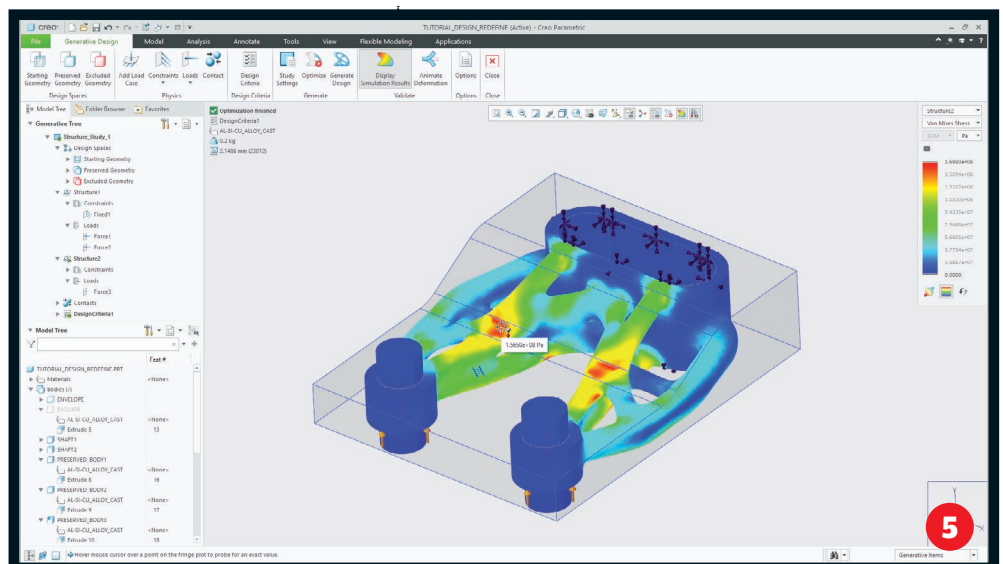 creo
TUTORIAL_DESIGN_REDEFINE (Active) - Creo Parametric
File Generative Design Model Analysis Annotate Tools View Flexible Modeling Applications
Starting Geometry
Preserved Geometry
Excluded Geometry
Add Load Case
Constraints
Loads
Contact
Design Criteria
Study Settings
Optimize
Generate Design
Display Simulation Results
Animate Deformation
Options
Close
Design Spaces Physics Design Criteria Generate Validate Options Close
Model Tree Folder Browser Favorites
Generative Tree
Structure_Study_1
Design Spaces
Starting Geometry
Preserved Geometry
Excluded Geometry
Structure1
Constraints
Fixed1
Loads
Force1
Force2
Structure2
Constraints
Loads
Force3
Contacts
DesignCriteria1
Model Tree
Feat #
TUTORIAL_DESIGN_REDEFINE.PRT
Materials <None>
Bodies (7)
ENVELOPE
EXCLUDE
AL-SI-CU_ALLOY_CAST <None>
Extrude 5 13
SHAFT1
SHAFT2
PRESERVED_BODY1
AL-SI-CU_ALLOY_CAST <None>
Extrude 8 16
PRESERVED_BODY2
AL-SI-CU_ALLOY_CAST <None>
Extrude 9 17
PRESERVED_BODY3
AL-SI-CU_ALLOY_CAST <None>
Extrude 10 18
Optimization finished
DesignCriteria1
AL-SI-CU_ALLOY_CAST
0.2 kg
2.1486 mm (23012)
1.5650e+08 Pa
Structure2
Von Mises Stress
Pa
0.0000
Y
X
5
Hover mouse cursor over a point on the fringe plot to probe for an exact value.
Generative Items